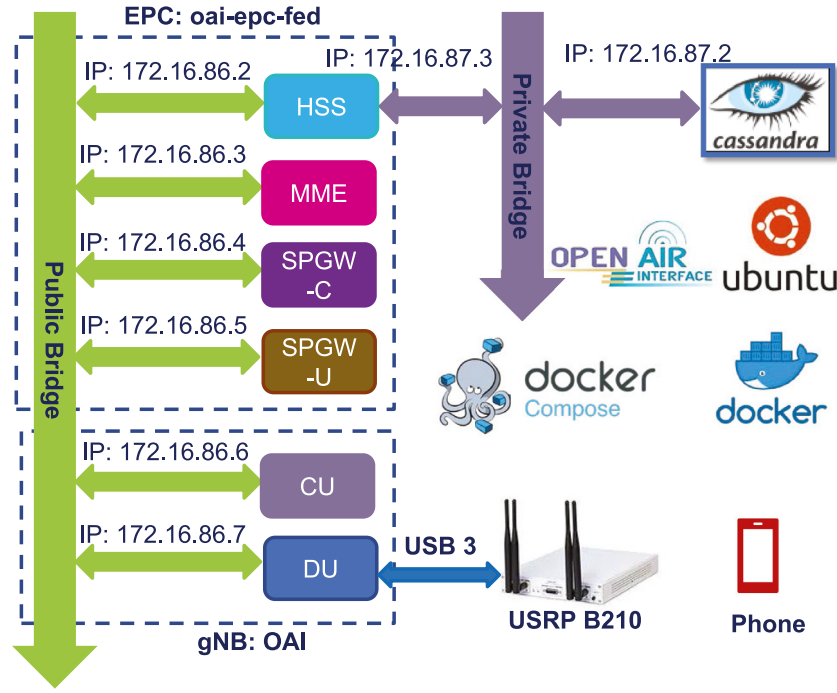 EPC: oai-epc-fed
IP: 172.16.86.2
HSS
IP: 172.16.87.3
IP: 172.16.87.2
cassandra
IP: 172.16.86.3
MME
Private Bridge
IP: 172.16.86.4
SPGW
-C
OPEN AIR
INTERFACE
ubuntu
Public Bridge
IP: 172.16.86.5
SPGW
-U
docker
Compose
docker
IP: 172.16.86.6
CU
IP: 172.16.86.7
DU
USB 3
USRP B210
Phone
gNB: OAI